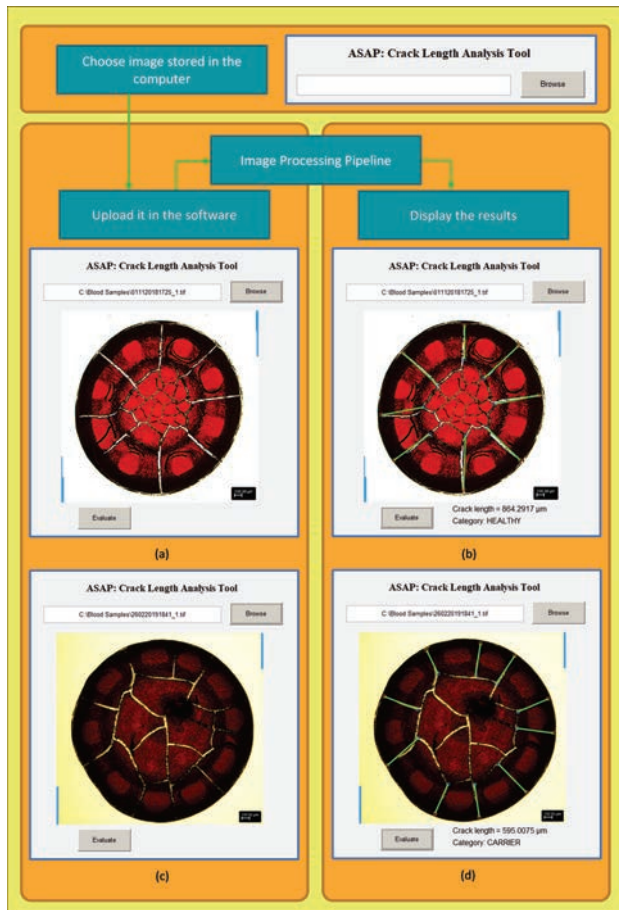 Choose image stored in the
computer
ASAP: Crack Length Analysis Tool
Browse
Image Processing Pipeline
Upload it in the software
Display the results
ASAP: Crack Length Analysis Tool
C:\Blood Samples\011120181725_1.tif
Browse
Evaluate
(a)
ASAP: Crack Length Analysis Tool
C:\Blood Samples\011120181725_1.tif
Browse
Evaluate
Crack length = 864.2917 µm
Category: HEALTHY
(b)
ASAP: Crack Length Analysis Tool
C:\Blood Samples\260220191841_1.tif
Browse
Evaluate
(c)
ASAP: Crack Length Analysis Tool
C:\Blood Samples\260220191841_1.tif
Browse
Evaluate
Crack length = 595.0075 µm
Category: CARRIER
(d)